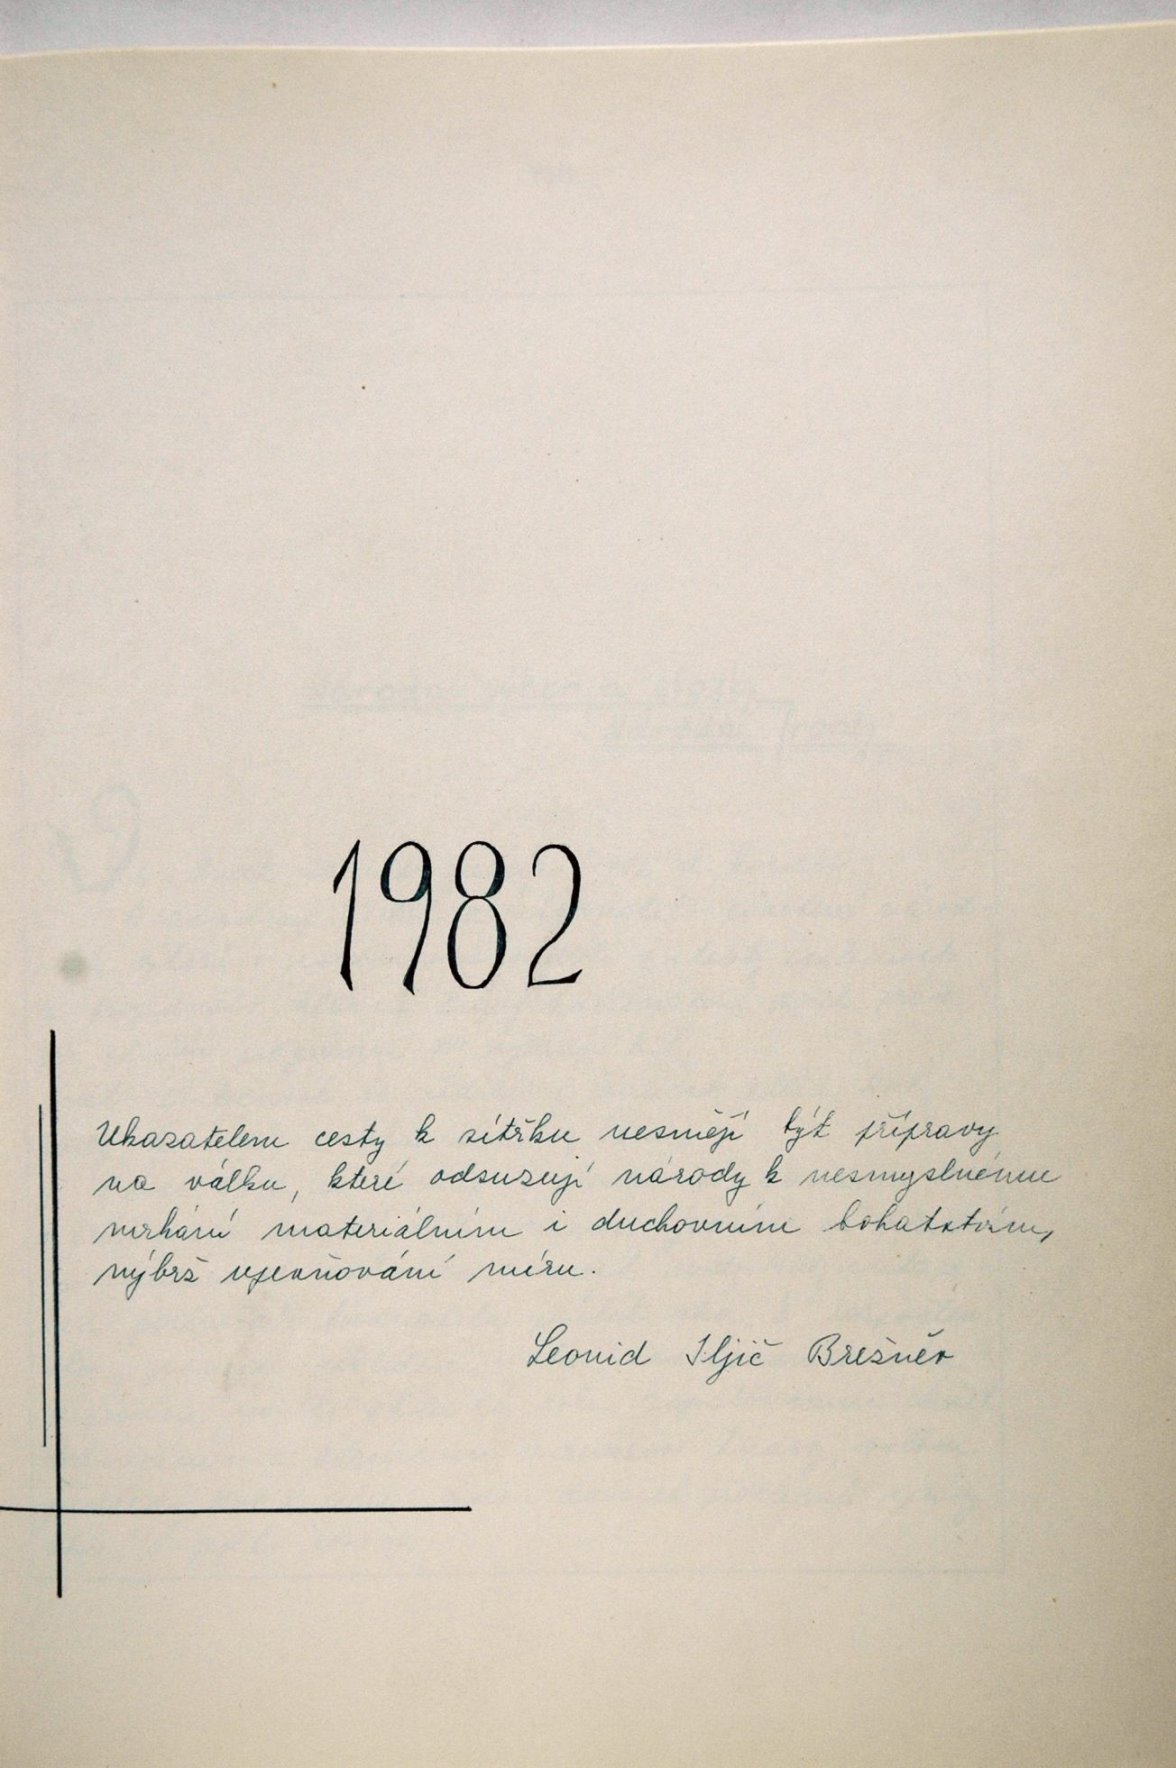 1982
Ukazatelem cesty k zítřku nesmějí být přípravy
na válku, které odsuzují národy k nesmyslnému
mrhání materiálním i duchovním bohatstvím,
nýbrž upevňování míru.
Leonid Iljič Brežněv